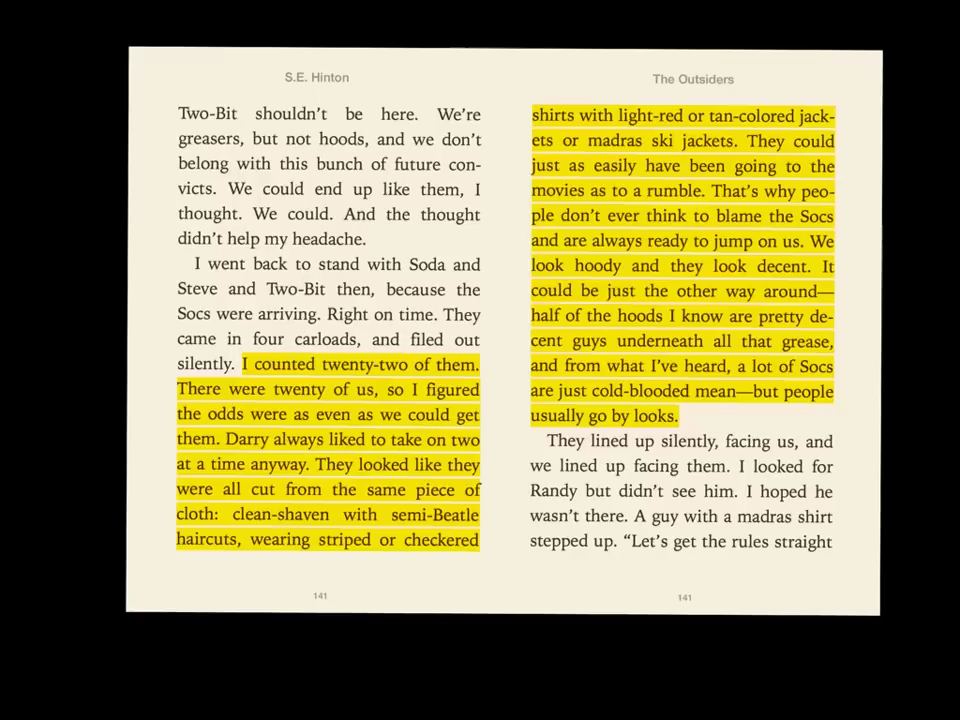 S.E. Hinton
Two-Bit shouldn't be here. We're
greasers, but not hoods, and we don't
belong with this bunch of future con-
victs. We could end up like them, I
thought. We could. And the thought
didn't help my headache.
I went back to stand with Soda and
Steve and Two-Bit then, because the
Socs were arriving. Right on time. They
came in four carloads, and filed out
silently. I counted twenty-two of them.
There were twenty of us, so I figured
the odds were as even as we could get
them. Darry always liked to take on two
at a time anyway. They looked like they
were all cut from the same piece of
cloth: clean-shaven with semi-Beatle
haircuts, wearing striped or checkered
141
The Outsiders
shirts with light-red or tan-colored jack-
ets or madras ski jackets. They could
just as easily have been going to the
movies as to a rumble. That's why peo-
ple don't ever think to blame the Socs
and are always ready to jump on us. We
look hoody and they look decent. It
could be just the other way around—
half of the hoods I know are pretty de-
cent guys underneath all that grease,
and from what I've heard, a lot of Socs
are just cold-blooded mean—but people
usually go by looks.
They lined up silently, facing us, and
we lined up facing them. I looked for
Randy but didn't see him. I hoped he
wasn't there. A guy with a madras shirt
stepped up. “Let's get the rules straight
141